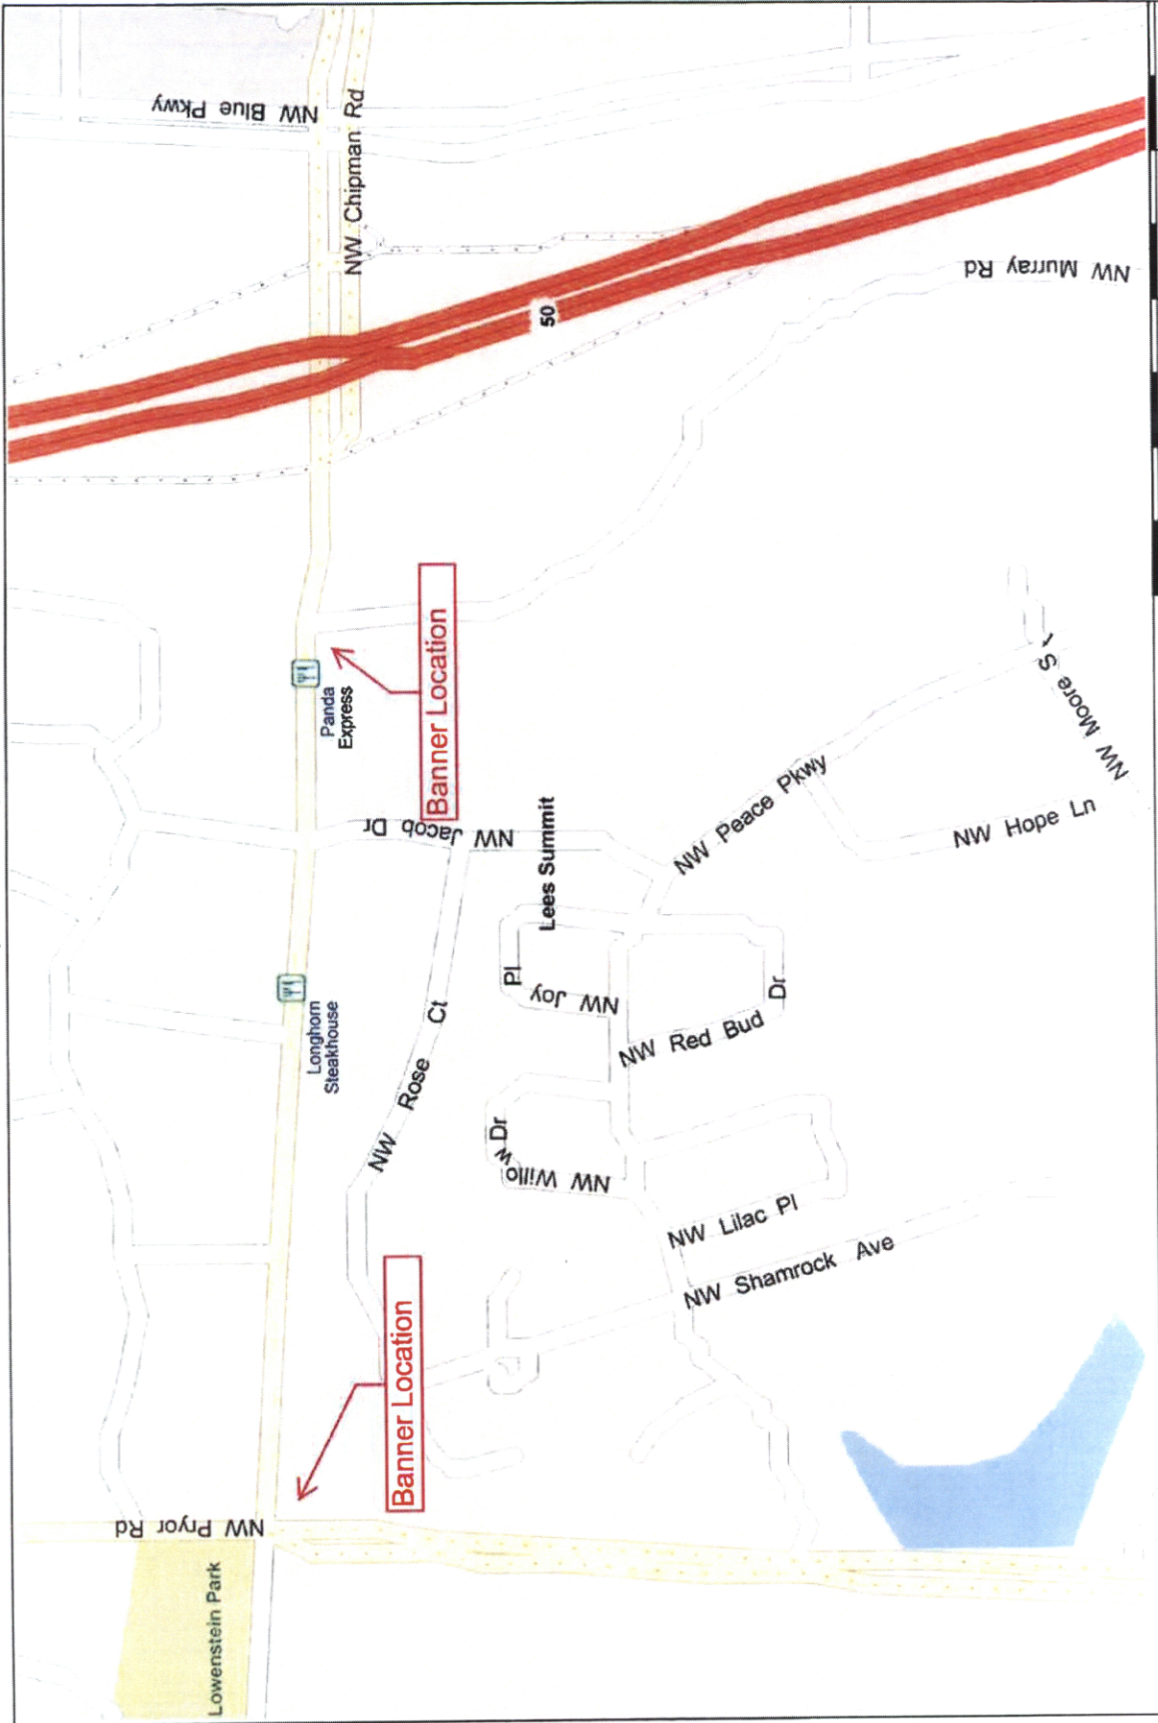 NW Blue Pkwy
NW Chipman Rd
50
NW Murray Rd
Panda
Express
Banner Location
NW Jacob Dr
Lees Summit
NW Peace Pkwy
NW Moore St
NW Hope Ln
Longhorn
Steakhouse
NW Rose Ct
NW Joy Pl
NW Red Bud Dr
NW Willow Dr
NW Lilac Pl
NW Shamrock Ave
Banner Location
NW Pryor Rd
Lowenstein Park